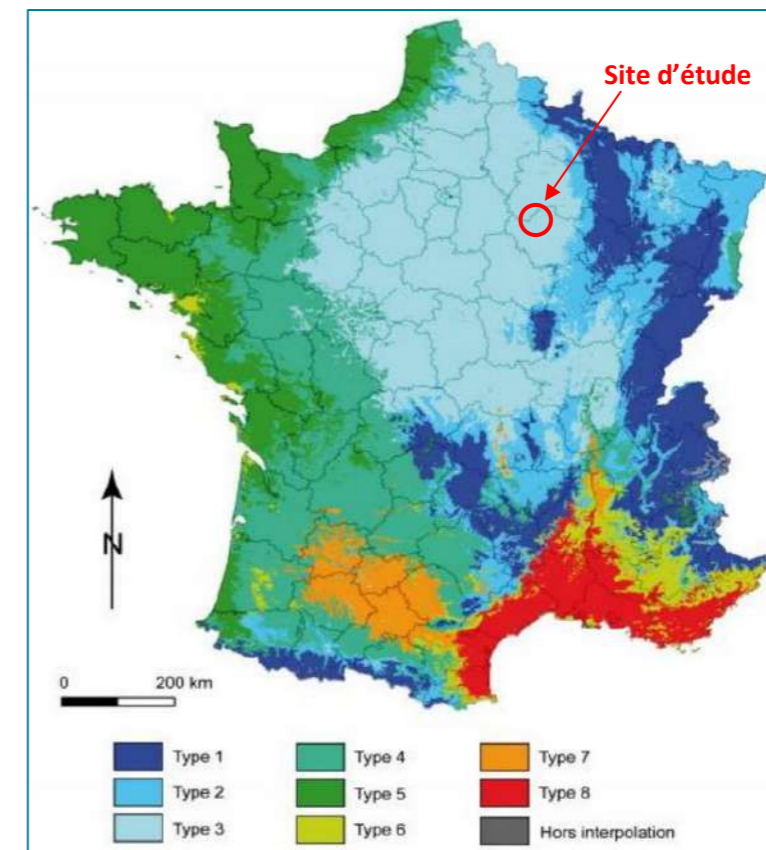 Site d’étude
N
0 200 km
Type 1
Type 2
Type 3
Type 4
Type 5
Type 6
Type 7
Type 8
Hors interpolation